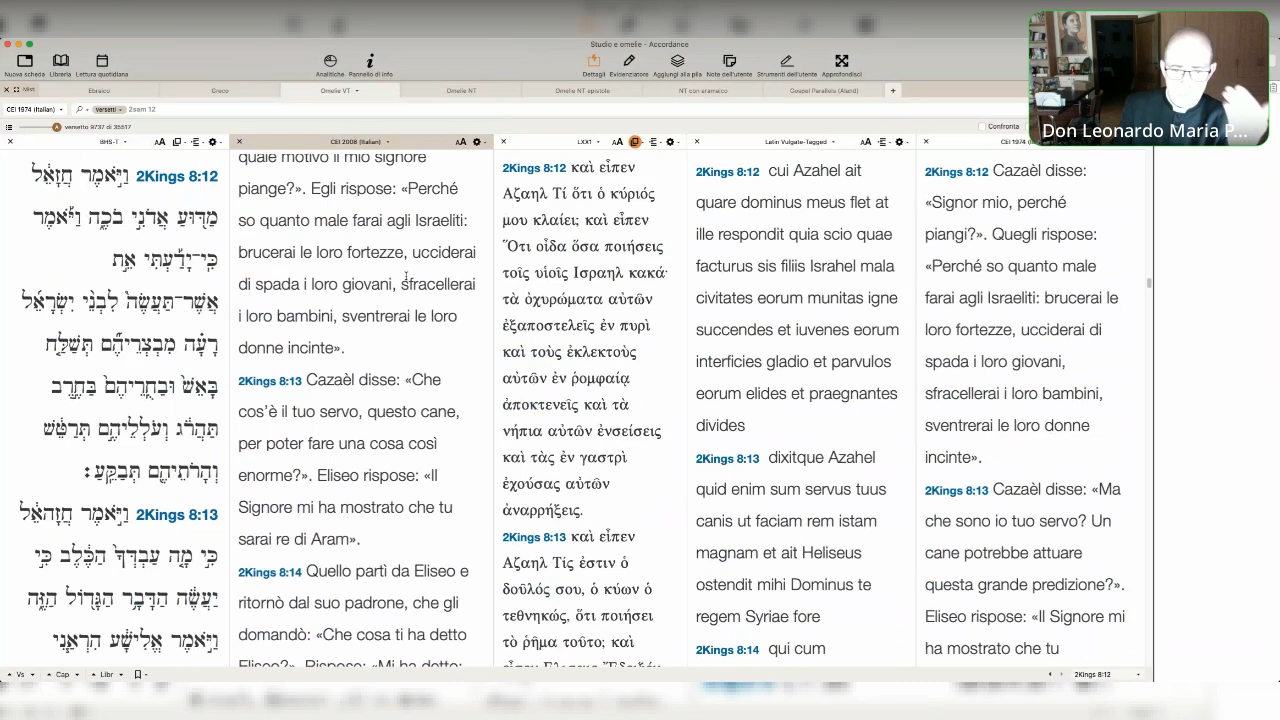 Studio e omelie - Accordance
Nuova scheda Libreria Lettura quotidiana Analitiche Pannello di info Dettagli Evidenziatore Aggiungi alla pila Note dell'utente Strumenti dell'utente Approfondisci
Ebraico Greco Omelie VT Omelie NT Omelie NT epistole NT con aramaico Gospel Parallels (Aland)
CEI 1974 (Italian) versetti 2sam 12
versetto 9737 di 35517 Confronta
BHS-T
2Kings 8:12 וַיֹּ֣אמֶר חֲזָאֵ֔ל
מַדּ֖וּעַ אֲדֹנִ֣י בֹכֶ֑ה וַיֹּ֡אמֶר
כִּֽי־יָדַ֡עְתִּי אֵ֣ת
אֲשֶׁר־תַּעֲשֶׂה֩ לִבְנֵ֨י יִשְׂרָאֵ֜ל
רָעָ֗ה מִבְצְרֵיהֶ֞ם תְּשַׁלַּ֤ח
בָּאֵשׁ֙ וּבַחֻֽרֵיהֶם֙ בַּחֶ֣רֶב
תַּהֲרֹ֔ג וְעֹלְלֵיהֶ֣ם תְּרַטֵּ֔שׁ
וְהָרֹתֵיהֶ֖ם תְּבַקֵּֽעַ׃
2Kings 8:13 וַיֹּ֣אמֶר חֲזָהאֵ֔ל
כִּ֣י מָ֤ה עַבְדְּךָ֙ הַכֶּ֔לֶב כִּ֣י
יַעֲשֶׂ֔ה הַדָּבָ֥ר הַגָּד֖וֹל הַזֶּ֑ה
וַיֹּ֣אמֶר אֱלִישָׁ֔ע הִרְאַ֧נִי
CEI 2008 (Italian)
quale motivo il mio signore
piange?». Egli rispose: «Perché
so quanto male farai agli Israeliti:
brucerai le loro fortezze, ucciderai
di spada i loro giovani, sfracellerai
i loro bambini, sventrerai le loro
donne incinte».
2Kings 8:13 Cazaèl disse: «Che
cos'è il tuo servo, questo cane,
per poter fare una cosa così
enorme?». Eliseo rispose: «Il
Signore mi ha mostrato che tu
sarai re di Aram».
2Kings 8:14 Quello partì da Eliseo e
ritornò dal suo padrone, che gli
domandò: «Che cosa ti ha detto
Eliseo?». Rispose: «Mi ha detto:
LXX1
2Kings 8:12 καὶ εἶπεν
Αζαηλ Τί ὅτι ὁ κύριός
μου κλαίει; καὶ εἶπεν
Ὅτι οἶδα ὅσα ποιήσεις
τοῖς υἱοῖς Ισραηλ κακά·
τὰ ὀχυρώματα αὐτῶν
ἐξαποστελεῖς ἐν πυρὶ
καὶ τοὺς ἐκλεκτοὺς
αὐτῶν ἐν ῥομφαίᾳ
ἀποκτενεῖς καὶ τὰ
νήπια αὐτῶν ἐνσείσεις
καὶ τὰς ἐν γαστρὶ
ἐχούσας αὐτῶν
ἀναρρήξεις.
2Kings 8:13 καὶ εἶπεν
Αζαηλ Τίς ἐστιν ὁ
δοῦλός σου, ὁ κύων ὁ
τεθνηκώς, ὅτι ποιήσει
τὸ ῥῆμα τοῦτο; καὶ
Latin Vulgate-Tagged
2Kings 8:12 cui Azahel ait
quare dominus meus flet at
ille respondit quia scio quae
facturus sis filiis Israhel mala
civitates eorum munitas igne
succendes et iuvenes eorum
interficies gladio et parvulos
eorum elides et praegnantes
divides
2Kings 8:13 dixitque Azahel
quid enim sum servus tuus
canis ut faciam rem istam
magnam et ait Heliseus
ostendit mihi Dominus te
regem Syriae fore
2Kings 8:14 qui cum
CEI 1974
2Kings 8:12 Cazaèl disse:
«Signor mio, perché
piangi?». Quegli rispose:
«Perché so quanto male
farai agli Israeliti: brucerai le
loro fortezze, ucciderai di
spada i loro giovani,
sfracellerai i loro bambini,
sventrerai le loro donne
incinte».
2Kings 8:13 Cazaèl disse: «Ma
che sono io tuo servo? Un
cane potrebbe attuare
questa grande predizione?».
Eliseo rispose: «Il Signore mi
ha mostrato che tu
Vs Cap Libr 2Kings 8:12
Don Leonardo Maria P...